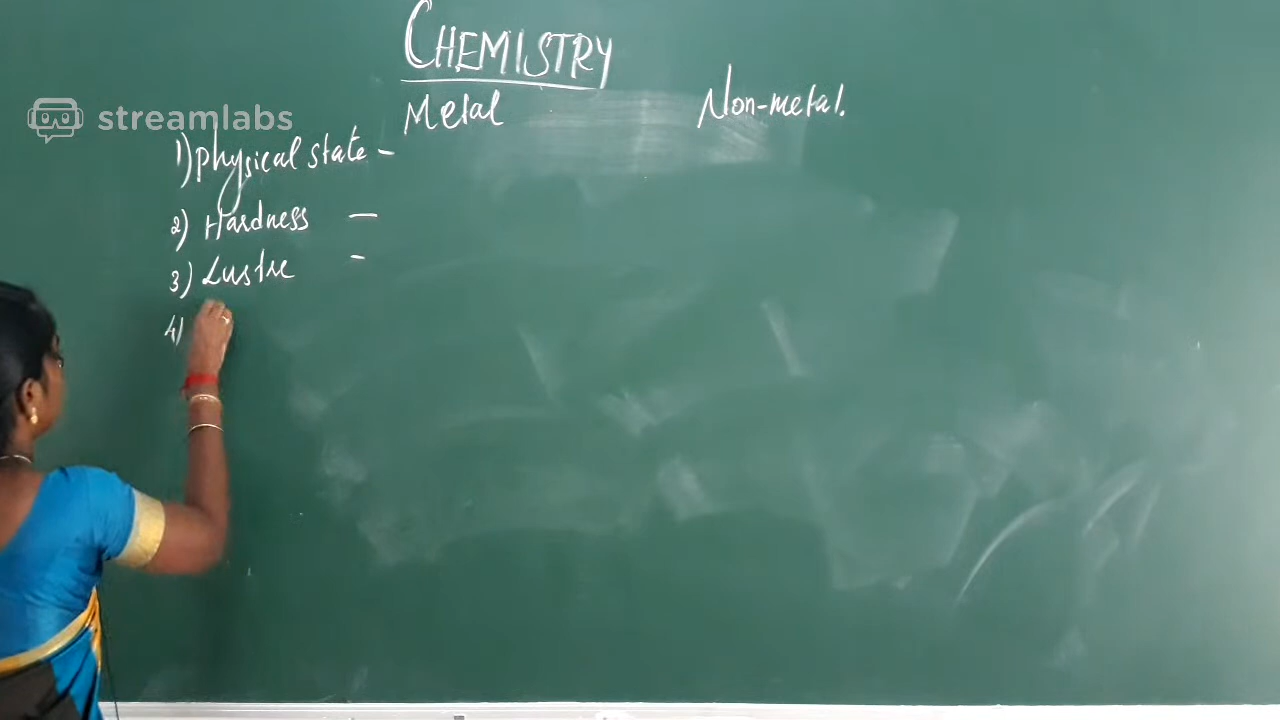 CHEMISTRY
Metal Non-metal.
streamlabs
1) Physical state -
2) Hardness -
3) Lustre -
4)